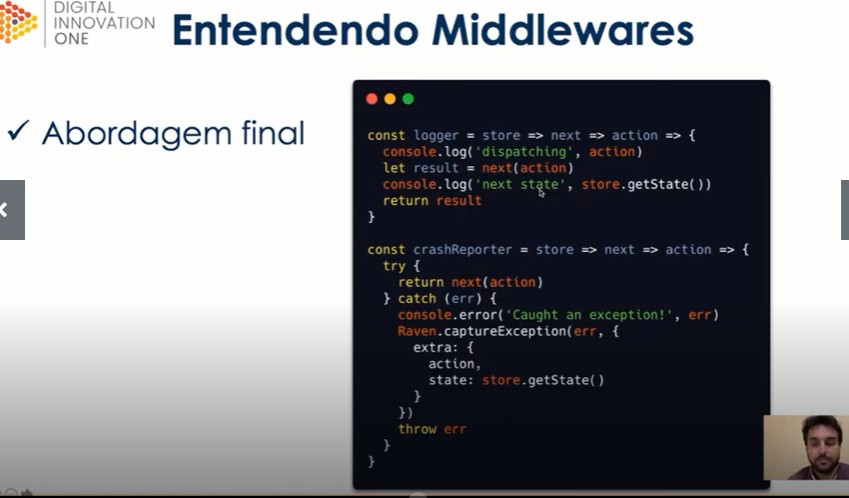 DIGITAL
INNOVATION
ONE
Entendendo Middlewares
✓ Abordagem final
const logger = store => next => action => {
  console.log('dispatching', action)
  let result = next(action)
  console.log('next state', store.getState())
  return result
}
const crashReporter = store => next => action => {
  try {
    return next(action)
  } catch (err) {
    console.error('Caught an exception!', err)
    Raven.captureException(err, {
      extra: {
        action,
        state: store.getState()
      }
    })
    throw err
  }
}